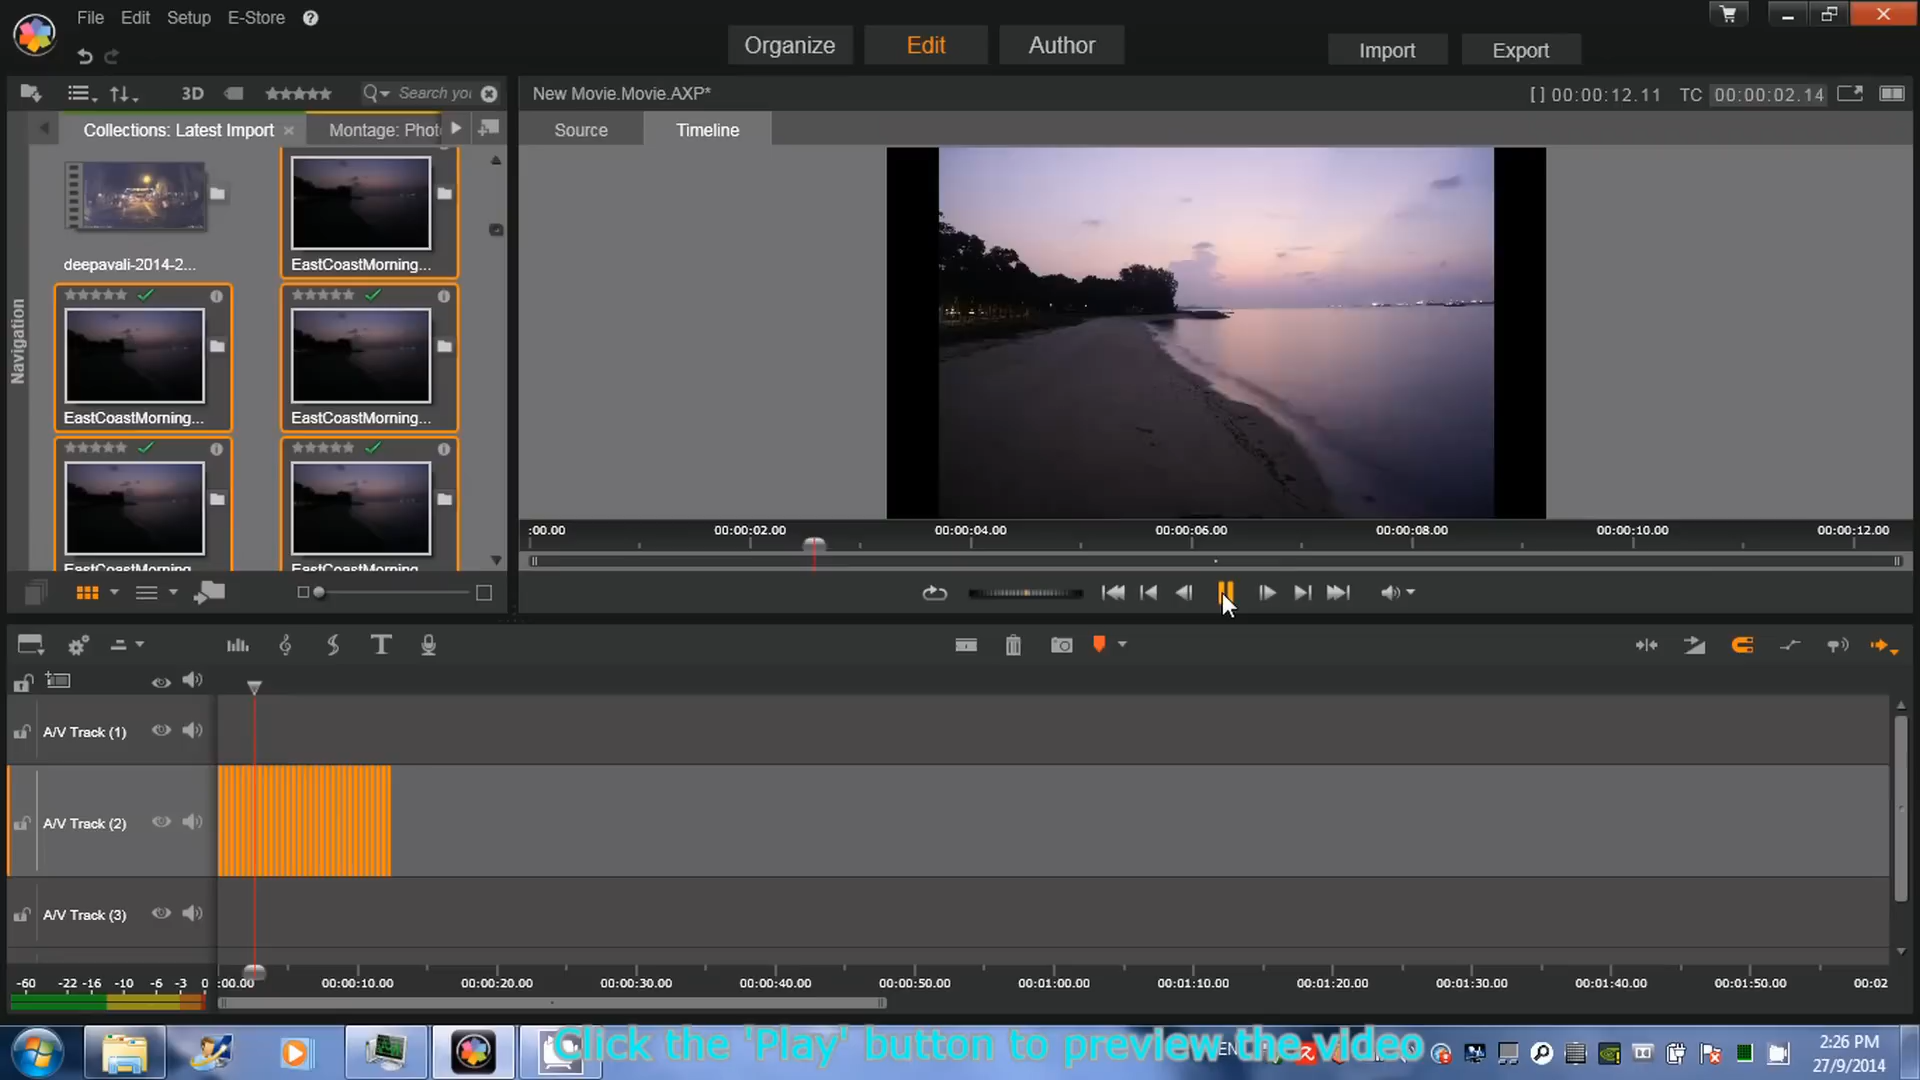 File Edit Setup E-Store ?
Organize Edit Author Import Export
3D Search you
New Movie.Movie.AXP* [ ] 00:00:12.11 TC 00:00:02.14
Collections: Latest Import Montage: Phot
Source Timeline
Navigation
deepavali-2014-2... EastCoastMorning...
EastCoastMorning... EastCoastMorning...
EastCoastMorning... EastCoastMorning...
:00.00 00:00:02.00 00:00:04.00 00:00:06.00 00:00:08.00 00:00:10.00 00:00:12.00
A/V Track (1)
A/V Track (2)
A/V Track (3)
-60 -22 -16 -10 -6 -3 0 :00.00 00:00:10.00 00:00:20.00 00:00:30.00 00:00:40.00 00:00:50.00 00:01:00.00 00:01:10.00 00:01:20.00 00:01:30.00 00:01:40.00 00:01:50.00 00:02
Click the 'Play' button to preview the video
EN
2:26 PM
27/9/2014